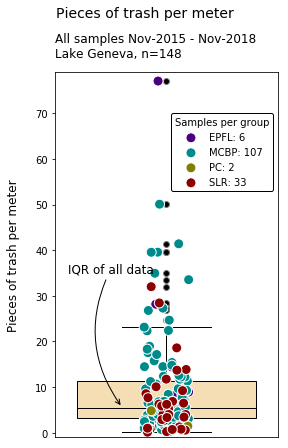 Pieces of trash per meter
All samples Nov-2015 - Nov-2018
Lake Geneva, n=148
Pieces of trash per meter
70
60
50
40
30
20
10
0
Samples per group
EPFL: 6
MCBP: 107
PC: 2
SLR: 33
IQR of all data